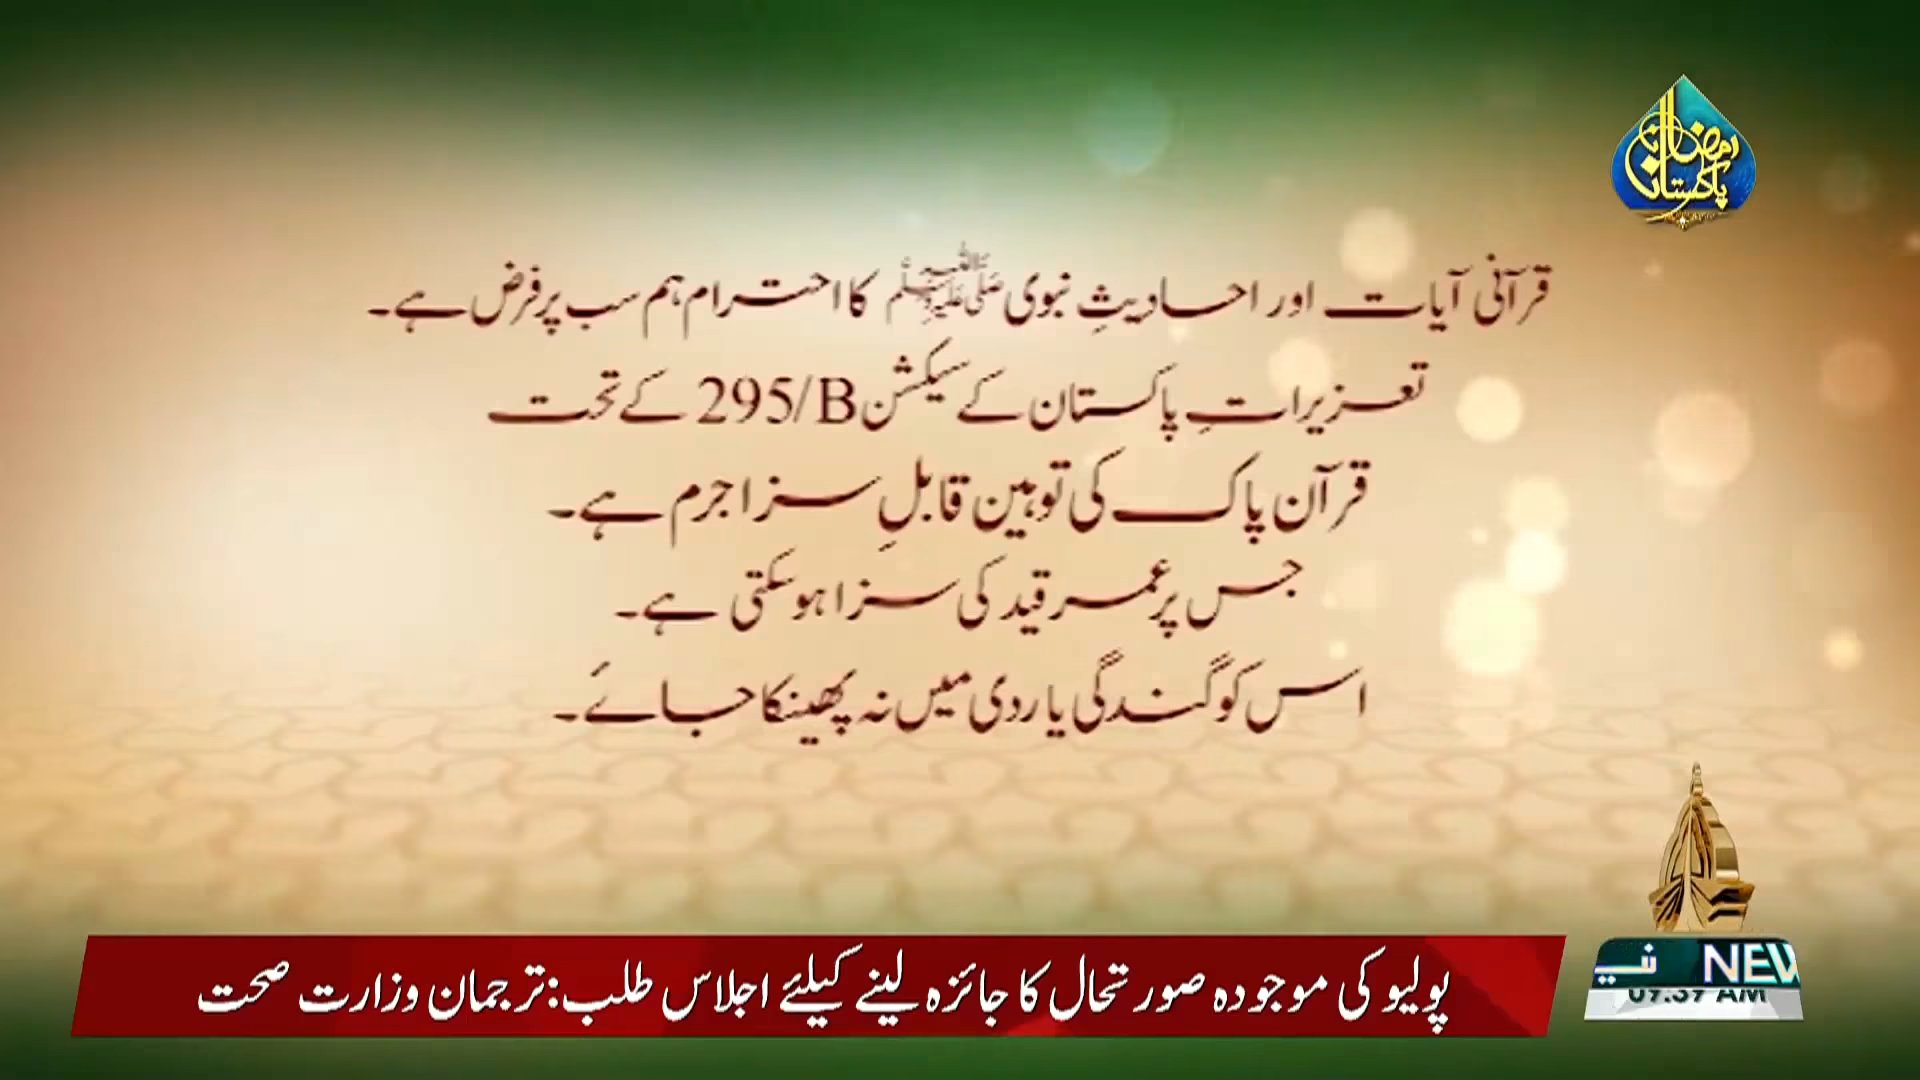 رمضان پاکستان
قرآنی آیات اور احادیثِ نبوی ﷺ کا احترام ہم سب پر فرض ہے۔
تعزیراتِ پاکستان کے سیکشن 295/B کے تحت
قرآن پاک کی توہین قابلِ سزا جرم ہے۔
جس پر عمر قید کی سزا ہو سکتی ہے۔
اس کو گندگی یا ردی میں نہ پھینکا جائے۔
پولیو کی موجودہ صورتحال کا جائزہ لینے کیلئے اجلاس طلب: ترجمان وزارت صحت
NEW
09:39 AM